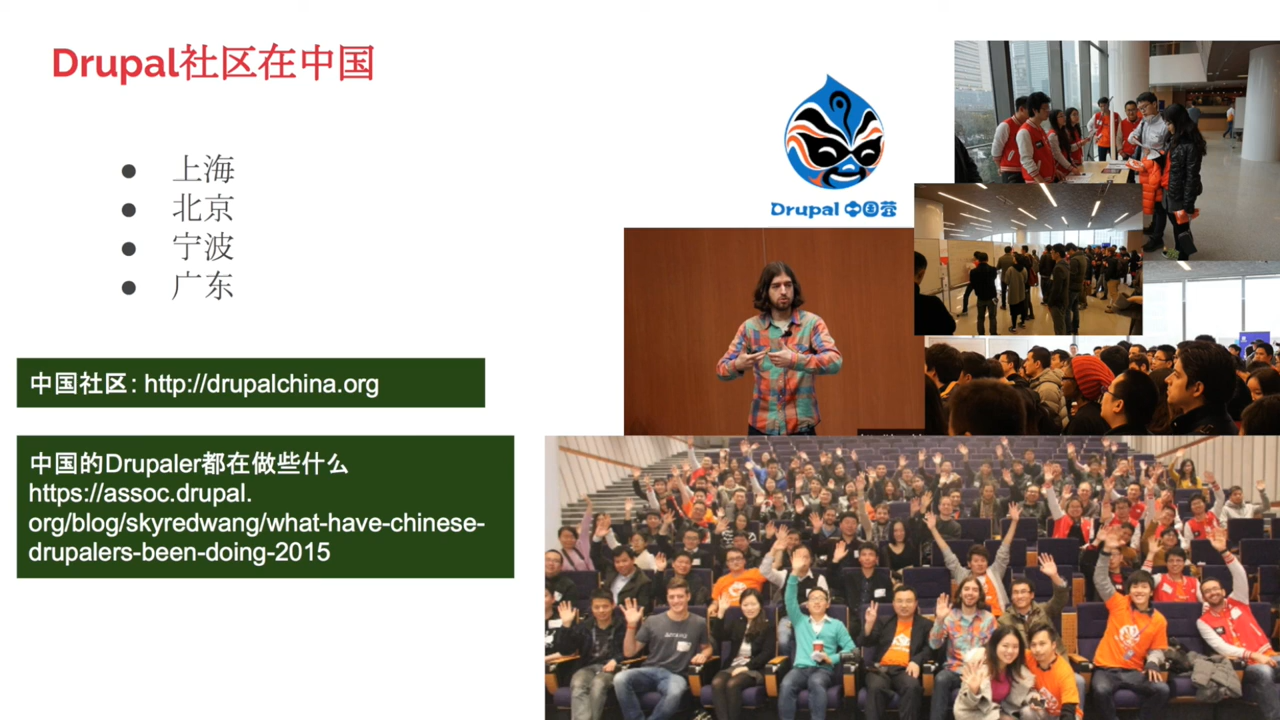 Drupal社区在中国
上海
北京
宁波
广东
Drupal 中国营
中国社区: http://drupalchina.org
中国的Drupaler都在做些什么
https://assoc.drupal.
org/blog/skyredwang/what-have-chinese-
drupalers-been-doing-2015